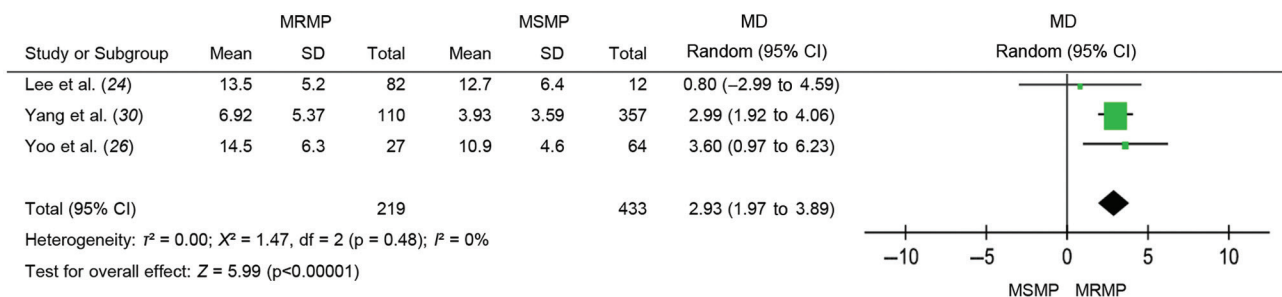 MRMP MSMP MD MD
Study or Subgroup Mean SD Total Mean SD Total Random (95% CI) Random (95% CI)
Lee et al. (24) 13.5 5.2 82 12.7 6.4 12 0.80 (−2.99 to 4.59)
Yang et al. (30) 6.92 5.37 110 3.93 3.59 357 2.99 (1.92 to 4.06)
Yoo et al. (26) 14.5 6.3 27 10.9 4.6 64 3.60 (0.97 to 6.23)
Total (95% CI) 219 433 2.93 (1.97 to 3.89)
Heterogeneity: τ² = 0.00; X² = 1.47, df = 2 (p = 0.48); I² = 0%
Test for overall effect: Z = 5.99 (p<0.00001)
−10 −5 0 5 10
MSMP MRMP